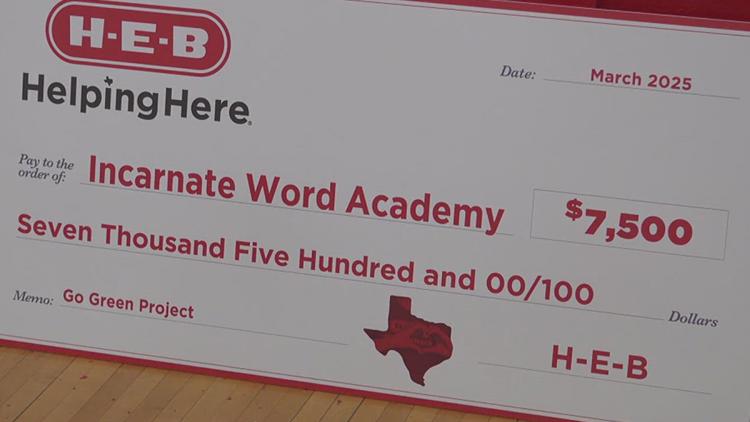 H-E-B
Helping Here
Date: March 2025
Pay to the
order of: Incarnate Word Academy $7,500
Seven Thousand Five Hundred and 00/100
Dollars
Memo: Go Green Project
H-E-B